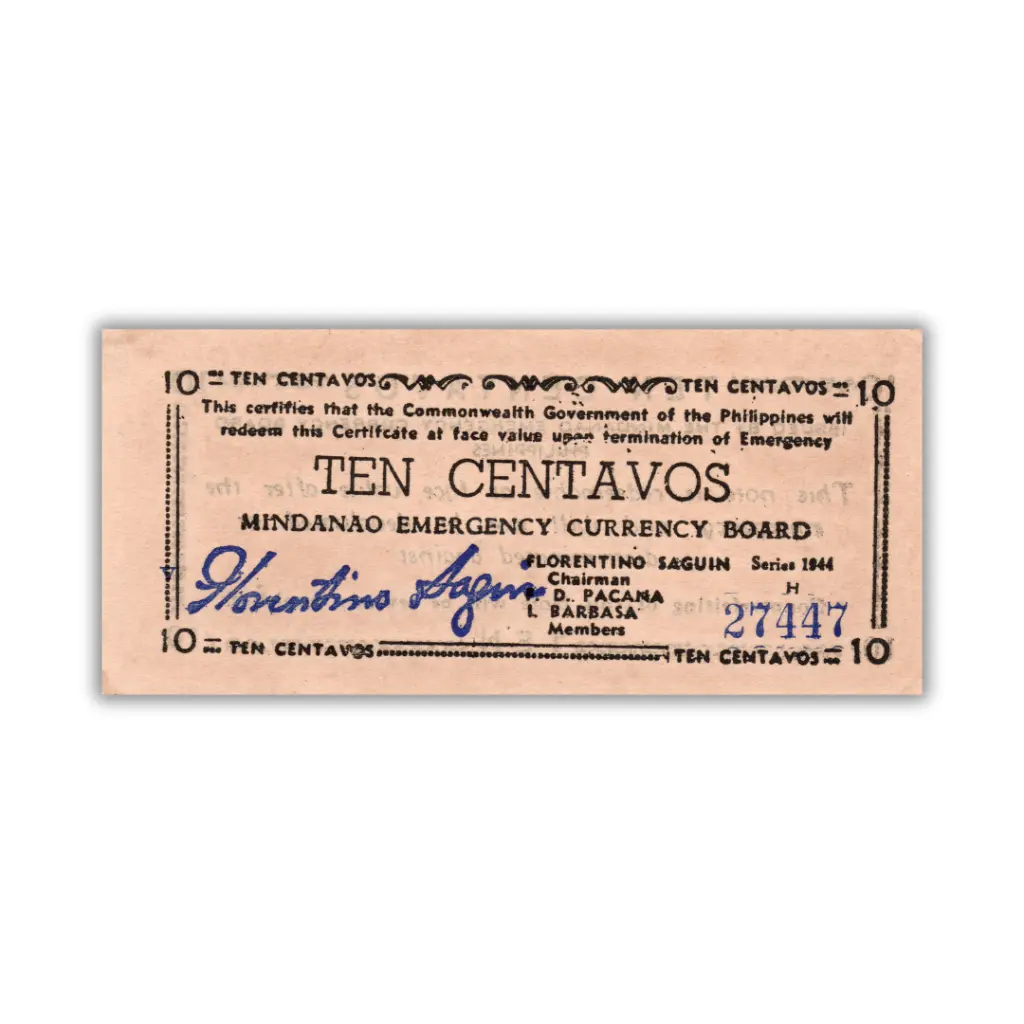 10 = TEN CENTAVOS TEN CENTAVOS = 10
This certifies that the Commonwealth Government of the Philippines will
redeem this Certifcate at face value upon termination of Emergency
TEN CENTAVOS
MINDANAO EMERGENCY CURRENCY BOARD
Florentino Saguin
FLORENTINO SAGUIN Series 1944
Chairman H
D.. PACANA
I. BARBASA 27447
Members
10 = TEN CENTAVOS TEN CENTAVOS = 10